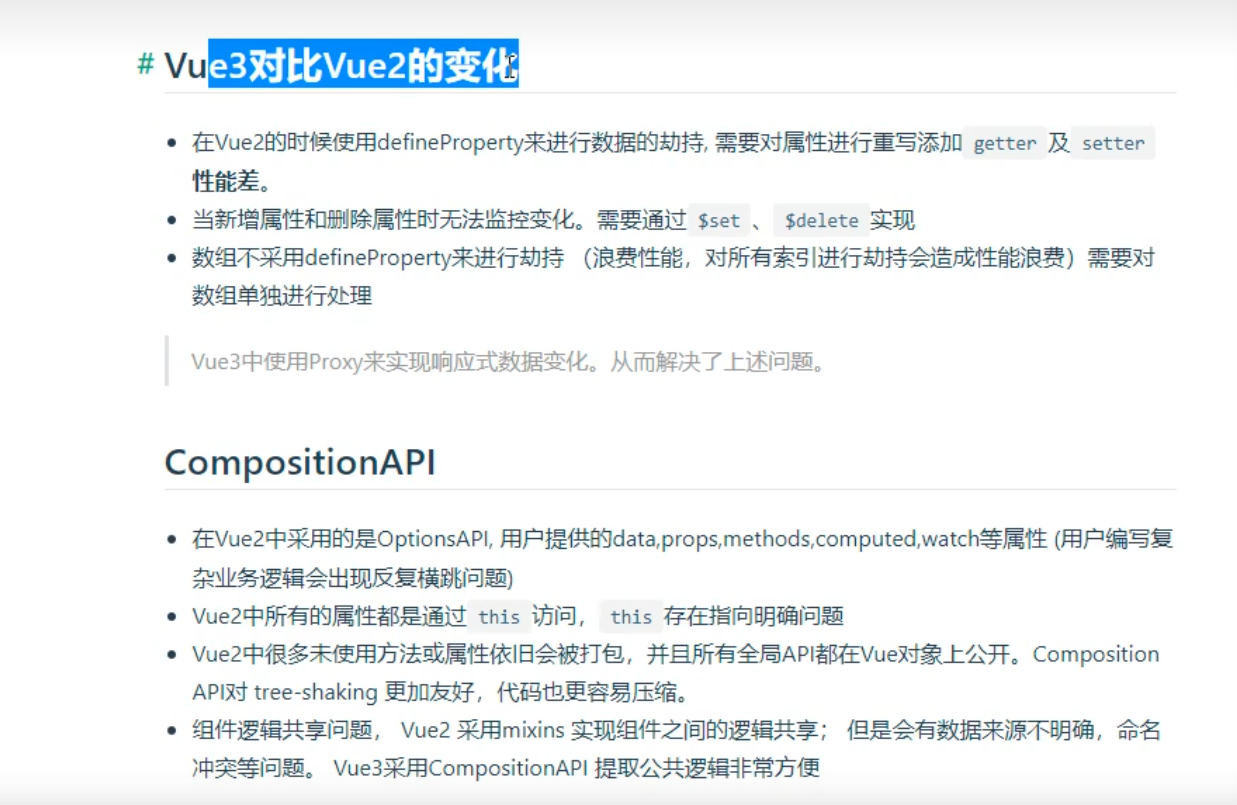 # Vue3对比Vue2的变化
在Vue2的时候使用defineProperty来进行数据的劫持, 需要对属性进行重写添加 getter 及 setter
性能差。
当新增属性和删除属性时无法监控变化。需要通过 $set 、 $delete 实现
数组不采用defineProperty来进行劫持 （浪费性能，对所有索引进行劫持会造成性能浪费）需要对
数组单独进行处理
Vue3中使用Proxy来实现响应式数据变化。从而解决了上述问题。
CompositionAPI
在Vue2中采用的是OptionsAPI, 用户提供的data,props,methods,computed,watch等属性 (用户编写复
杂业务逻辑会出现反复横跳问题)
Vue2中所有的属性都是通过 this 访问， this 存在指向明确问题
Vue2中很多未使用方法或属性依旧会被打包，并且所有全局API都在Vue对象上公开。Composition
API对 tree-shaking 更加友好，代码也更容易压缩。
组件逻辑共享问题， Vue2 采用mixins 实现组件之间的逻辑共享； 但是会有数据来源不明确，命名
冲突等问题。 Vue3采用CompositionAPI 提取公共逻辑非常方便